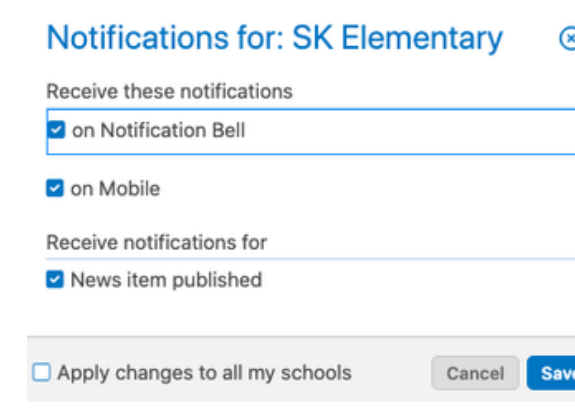 Notifications for: SK Elementary
Receive these notifications
on Notification Bell
on Mobile
Receive notifications for
News item published
Apply changes to all my schools
Cancel
Save